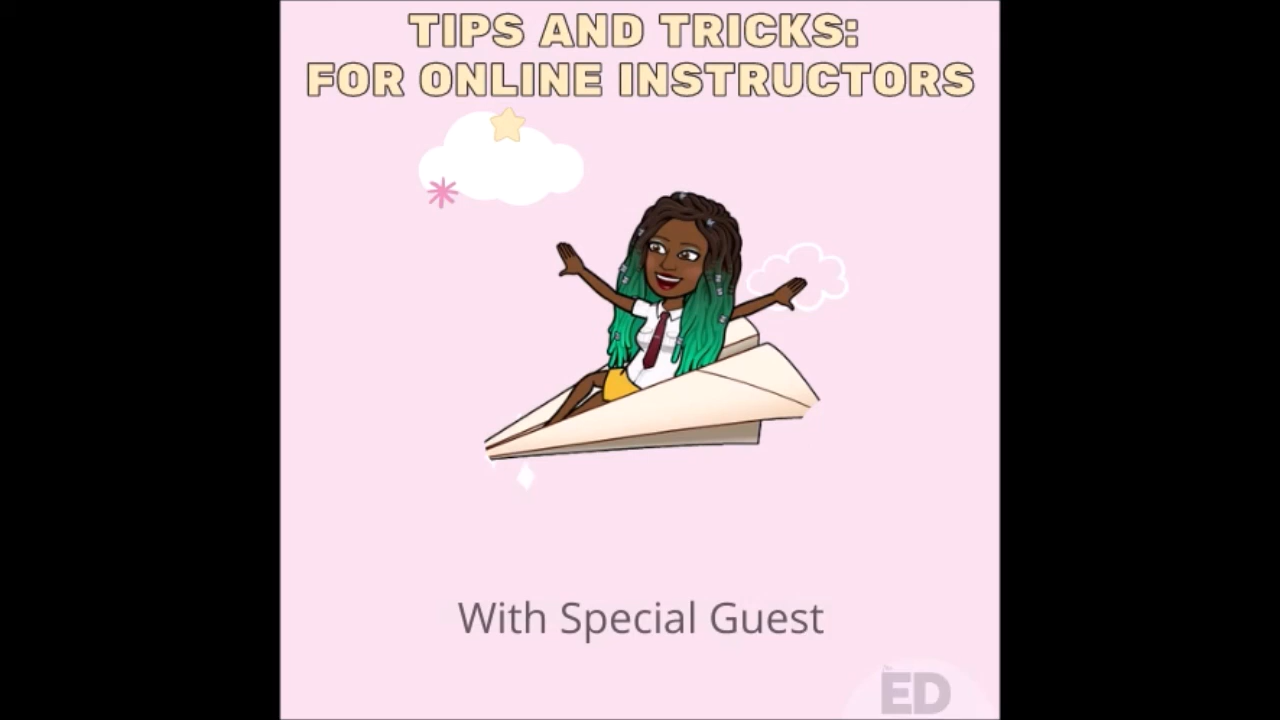 TIPS AND TRICKS:
FOR ONLINE INSTRUCTORS
With Special Guest
ED